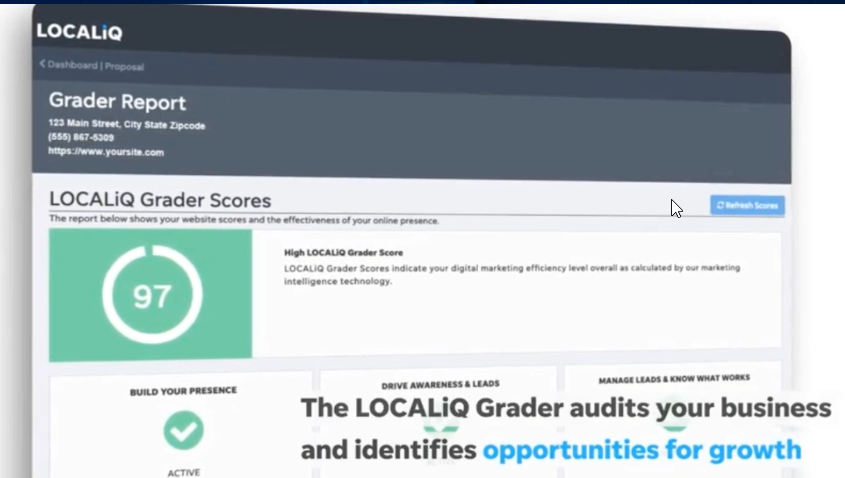 LOCALiQ
Dashboard | Proposal
Grader Report
123 Main Street, City State Zipcode
(555) 867-5309
https://www.yoursite.com
LOCALiQ Grader Scores
Refresh Scores
The report below shows your website scores and the effectiveness of your online presence.
97
High LOCALiQ Grader Score
LOCALiQ Grader Scores indicate your digital marketing efficiency level overall as calculated by our marketing
intelligence technology.
BUILD YOUR PRESENCE
DRIVE AWARENESS & LEADS
MANAGE LEADS & KNOW WHAT WORKS
ACTIVE
The LOCALiQ Grader audits your business
and identifies opportunities for growth